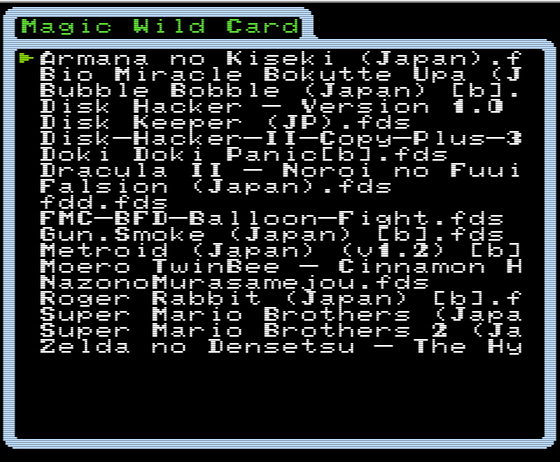 Magic Wild Card
Armana no Kiseki (Japan).f
Bio Miracle Bokutte Upa (J
Bubble Bobble (Japan) [b].
Disk Hacker - Version 1.0
Disk Keeper (JP).fds
Disk-Hacker-II-Copy-Plus-3
Doki Doki Panic[b].fds
Dracula II - Noroi no Fuui
Falsion (Japan).fds
fdd.fds
FMC-BFD-Balloon-Fight.fds
Gun.Smoke (Japan) [b].fds
Metroid (Japan) (v1.2) [b]
Moero TwinBee - Cinnamon H
NazonoMurasamejou.fds
Roger Rabbit (Japan) [b].f
Super Mario Brothers (Japa
Super Mario Brothers 2 (Ja
Zelda no Densetsu - The Hy